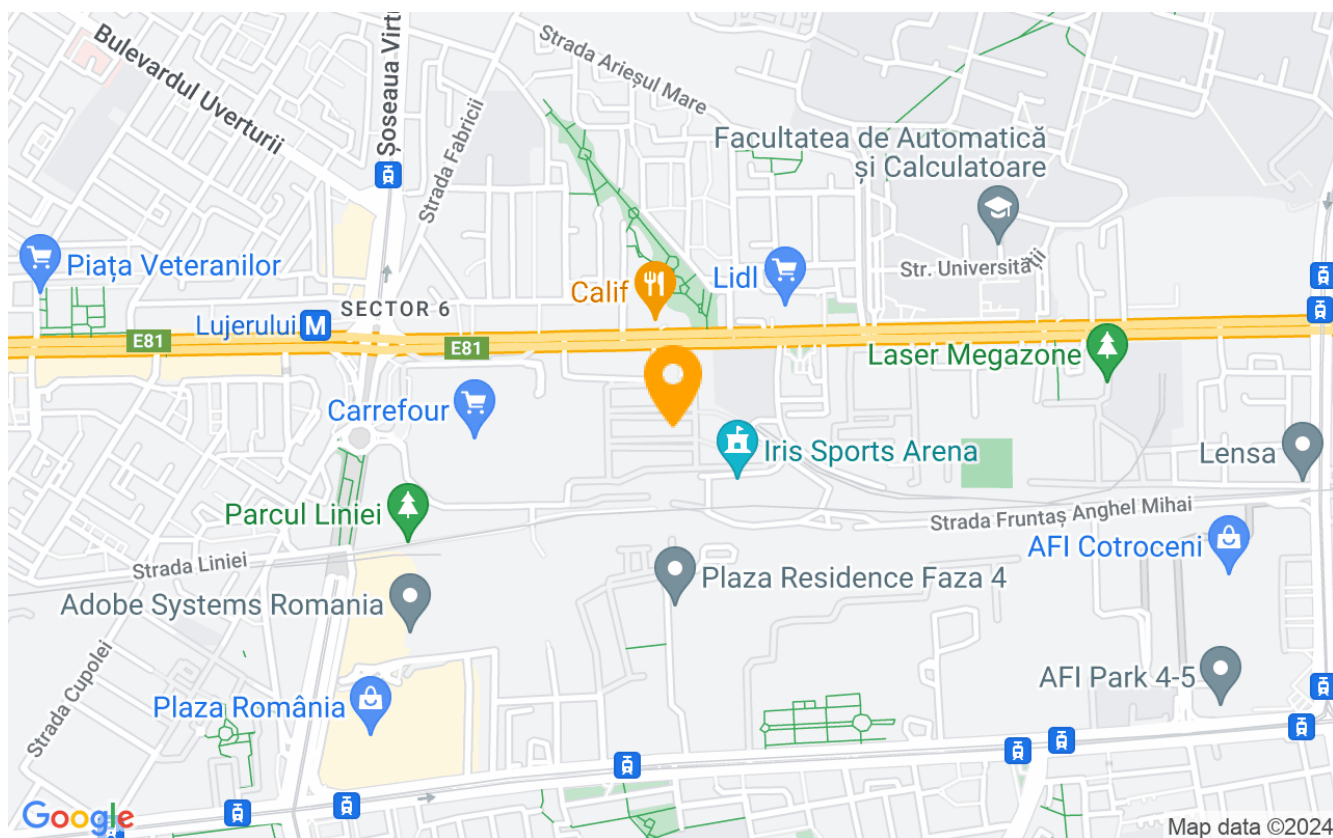 Bulevardul Uverturii
Șoseaua Virt
Strada Fabricii
Strada Arieșul Mare
Facultatea de Automatică
și Calculatoare
Str. Universității
Piața Veteranilor
Calif
Lidl
SECTOR 6
Lujerului M
E81
E81
Laser Megazone
Carrefour
Iris Sports Arena
Lensa
Parcul Liniei
Strada Fruntaș Anghel Mihai
AFI Cotroceni
Strada Liniei
Plaza Residence Faza 4
Adobe Systems Romania
Strada Cupolei
AFI Park 4-5
Plaza România
Google
Map data ©2024